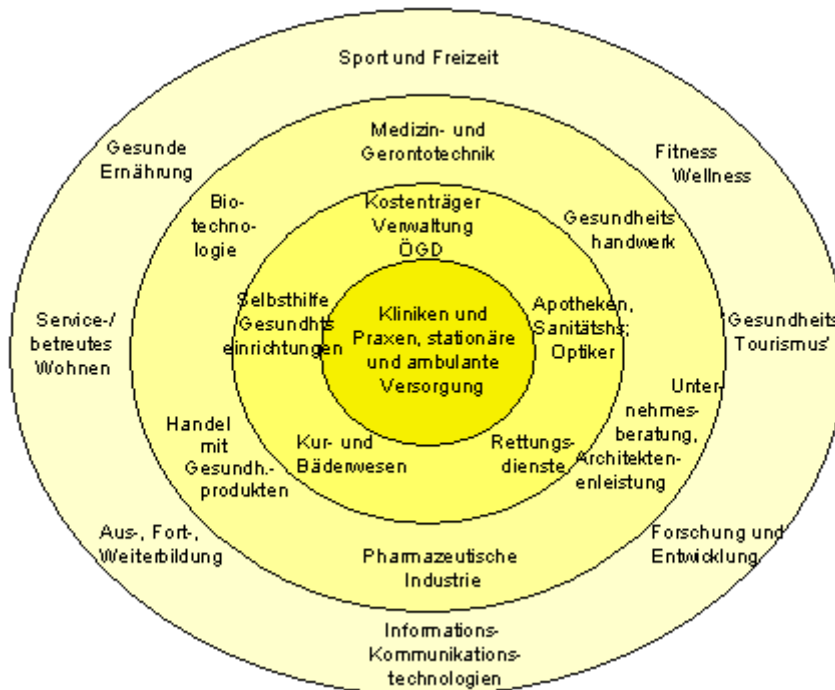 Sport und Freizeit
Gesunde
Ernährung
Medizin- und
Gerontotechnik
Fitness
Wellness
Bio-
techno-
logie
Kostenträger
Verwaltung
ÖGD
Gesundheits'
handwerk
Selbsthilfe
Gesundhts
einrichtungen
Kliniken und
Praxen, stationäre
und ambulante
Versorgung
Apotheken,
Sanitätshs;
Optiker
Service-/
betreutes
Wohnen
'Gesundheits
Tourismus'
Handel
mit
Gesundh.-
produkten
Kur- und
Bäderwesen
Rettungs-
dienste
Unter-
nehmes-
beratung,
Architekten-
enleistung
Aus-, Fort-,
Weiterbildung
Pharmazeutische
Industrie
Forschung und
Entwicklung
Informations-
Kommunikations-
technologien